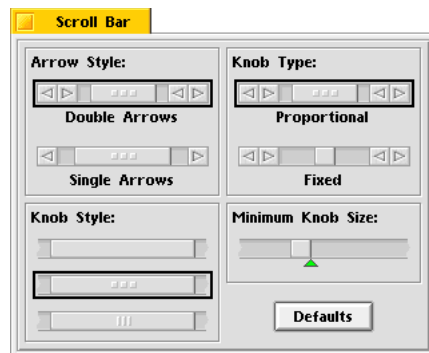 Scroll Bar
Arrow Style:
Double Arrows
Single Arrows
Knob Type:
Proportional
Fixed
Knob Style:
Minimum Knob Size:
Defaults